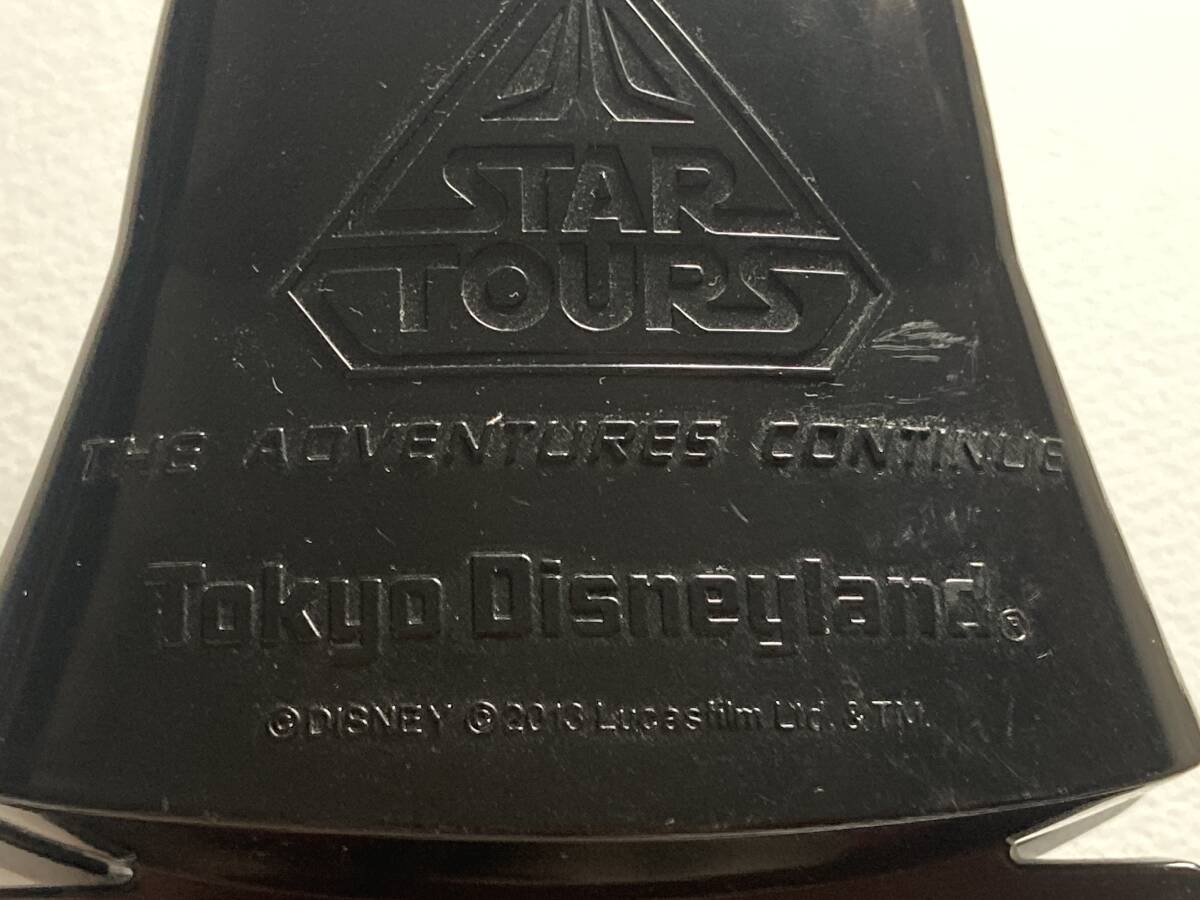 STAR
TOURS
THE ADVENTURES CONTINUE
Tokyo Disneyland®
©DISNEY ©2013 Lucasfilm Ltd. & TM.